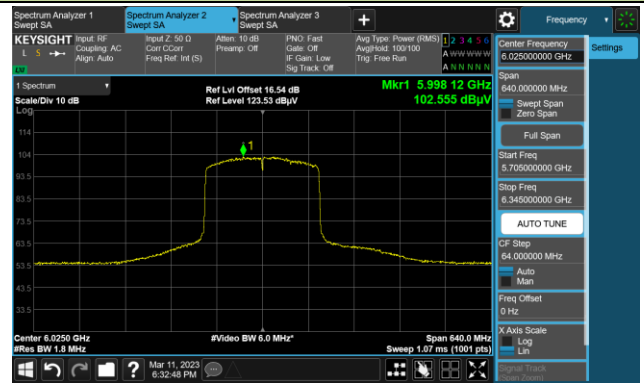 Spectrum Analyzer 1
Swept SA
Spectrum Analyzer 2
Swept SA
Spectrum Analyzer 3
Swept SA
+
Frequency
KEYSIGHT
L S
LW
Input: RF
Coupling: AC
Align: Auto
Input Z: 50 Ω
Corr CCorr
Freq Ref: Int (S)
Atten: 10 dB
Preamp: Off
PNO: Fast
Gate: Off
IF Gain: Low
Sig Track: Off
Avg Type: Power (RMS)
Avg|Hold: 100/100
Trig: Free Run
1 2 3 4 5 6
A W W W W W
A N N N N N
1 Spectrum
Scale/Div 10 dB
Log
Ref Lvl Offset 16.54 dB
Ref Level 123.53 dBµV
Mkr1 5.998 12 GHz
102.555 dBµV
1
114
104
93.5
83.5
73.5
63.5
53.5
43.5
33.5
Center 6.0250 GHz
#Res BW 1.8 MHz
#Video BW 6.0 MHz*
Span 640.0 MHz
Sweep 1.07 ms (1001 pts)
Mar 11, 2023
6:32:48 PM
?
Center Frequency
6.025000000 GHz
Settings
Span
640.000000 MHz
Swept Span
Zero Span
Full Span
Start Freq
5.705000000 GHz
Stop Freq
6.345000000 GHz
AUTO TUNE
CF Step
64.000000 MHz
Auto
Man
Freq Offset
0 Hz
X Axis Scale
Log
Lin
Signal Track
(Span Zoom)